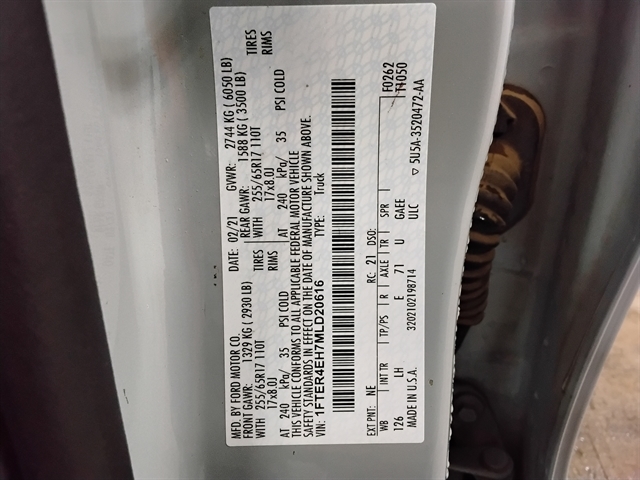 MFD. BY FORD MOTOR CO.
DATE: 02/21 GVWR: 2744 KG ( 6050 LB)
FRONT GAWR: 1329 KG ( 2930 LB) REAR GAWR: 1588 KG ( 3500 LB)
WITH 255/65R17 110T TIRES WITH 255/65R17 110T TIRES
17x8.0J RIMS 17x8.0J RIMS
AT 240 kPa/ 35 PSI COLD AT 240 kPa/ 35 PSI COLD
THIS VEHICLE CONFORMS TO ALL APPLICABLE FEDERAL MOTOR VEHICLE
SAFETY STANDARDS IN EFFECT ON THE DATE OF MANUFACTURE SHOWN ABOVE.
VIN: 1FTER4EH7MLD20616 TYPE: Truck
F0262
T1050
EXT PNT: NE RC: 21 DSO:
WB INT TR TP/PS R AXLE TR SPR
126 LH E 71 U GAEE
MADE IN U.S.A. 3202102198714 ULC
▽ 5U5A-3520472-AA